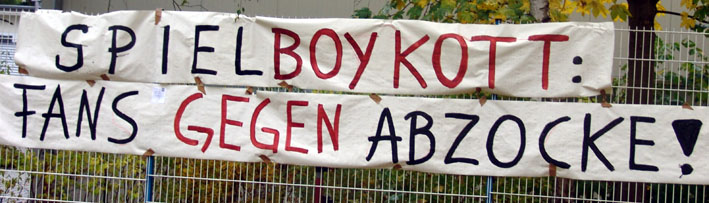 SPIELBOYKOTT:
FANS GEGEN ABZOCKE!